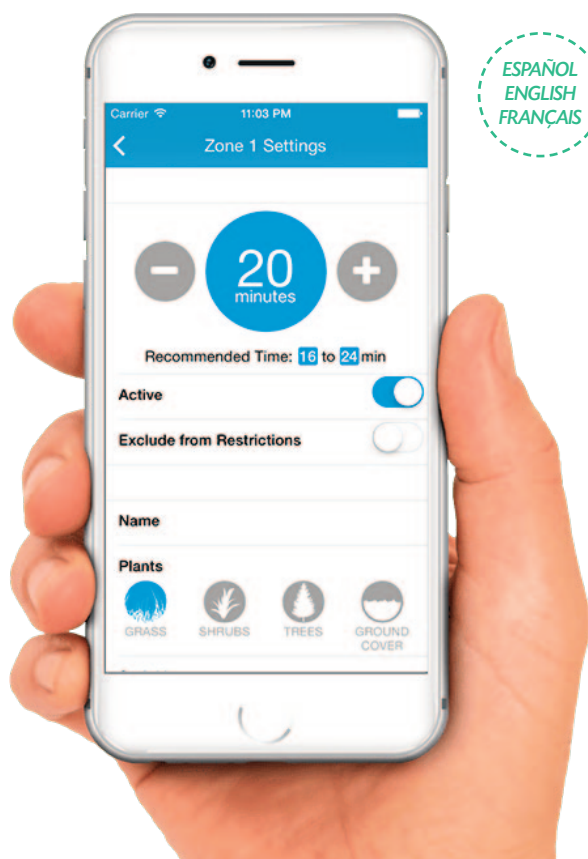 ESPAÑOL
ENGLISH
FRANÇAIS
Carrier 11:03 PM
Zone 1 Settings
20
minutes
Recommended Time: 16 to 24 min
Active
Exclude from Restrictions
Name
Plants
GRASS SHRUBS TREES GROUND
COVER